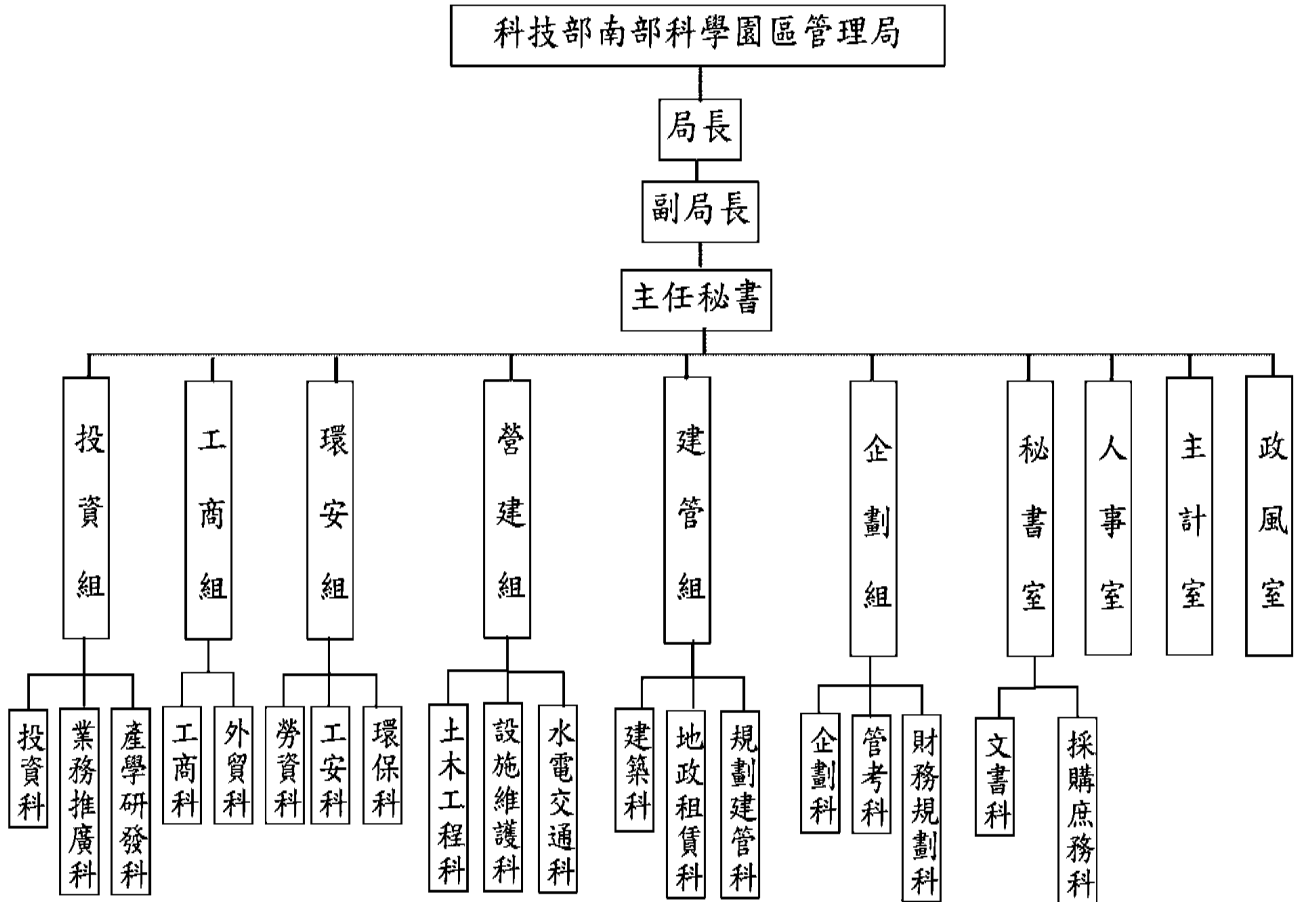 科技部南部科學園區管理局
局長
副局長
主任秘書
投資組
工商組
環安組
營建組
建管組
企劃組
秘書室
人事室
主計室
政風室
投資科
業務推廣科
產學研發科
工商科
外貿科
勞資科
工安科
環保科
土木工程科
設施維護科
水電交通科
建築科
地政租賃科
規劃建管科
企劃科
管考科
財務規劃科
文書科
採購庶務科